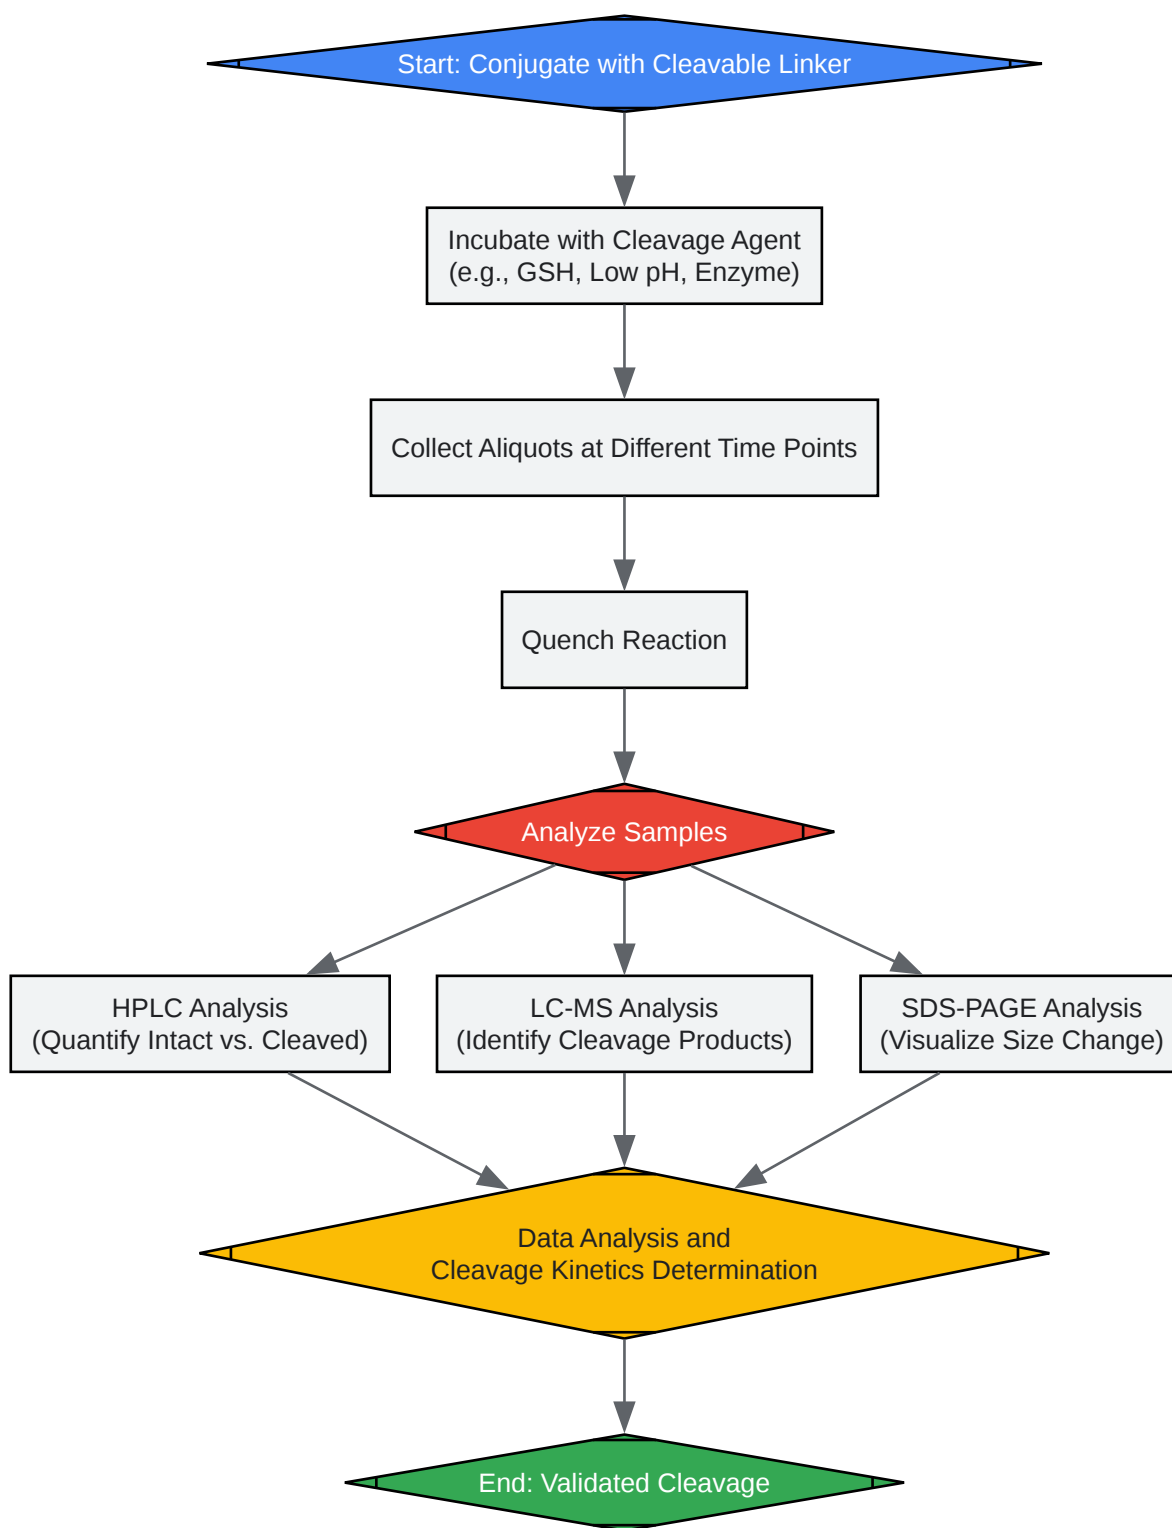 Start: Conjugate with Cleavable Linker
Incubate with Cleavage Agent
(e.g., GSH, Low pH, Enzyme)
Collect Aliquots at Different Time Points
Quench Reaction
Analyze Samples
HPLC Analysis
(Quantify Intact vs. Cleaved)
LC-MS Analysis
(Identify Cleavage Products)
SDS-PAGE Analysis
(Visualize Size Change)
Data Analysis and
Cleavage Kinetics Determination
End: Validated Cleavage